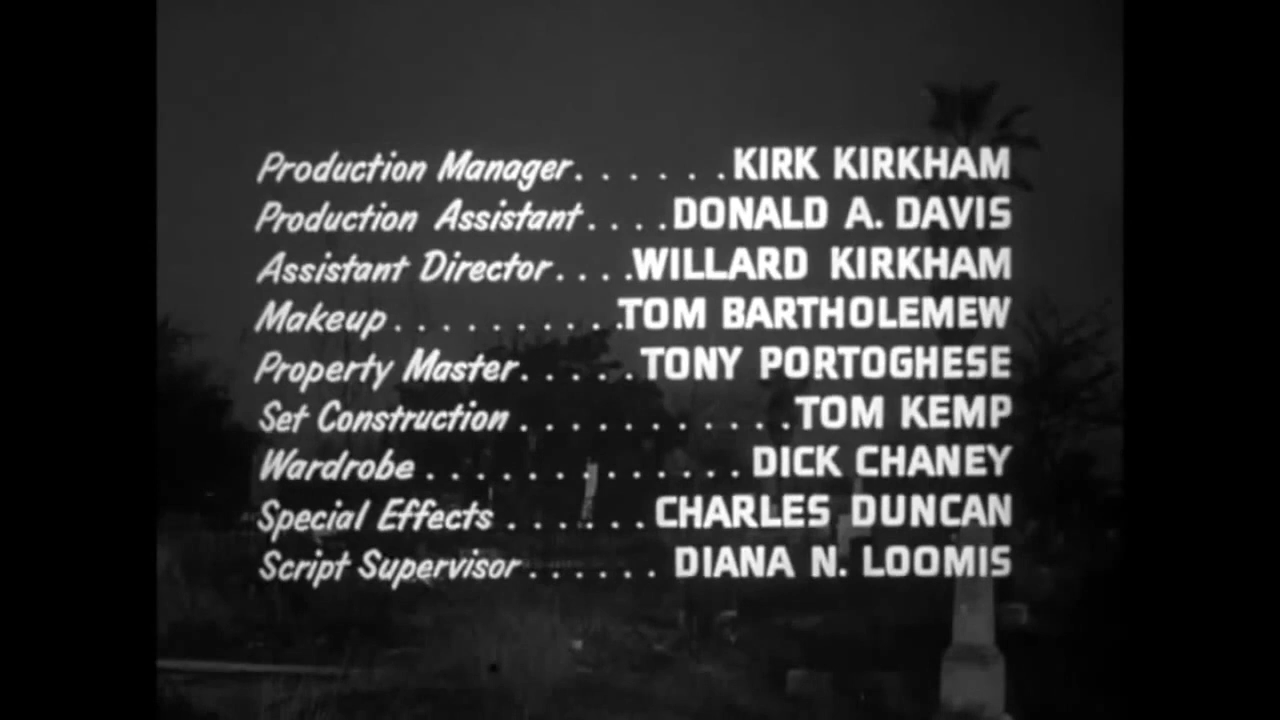 Production Manager. . . . . . .KIRK KIRKHAM
Production Assistant. . . .DONALD A. DAVIS
Assistant Director. . . .WILLARD KIRKHAM
Makeup. . . . . . . . . .TOM BARTHOLEMEW
Property Master. . . . . .TONY PORTOGHESE
Set Construction . . . . . . . . . . .TOM KEMP
Wardrobe . . . . . . . . . . . . . DICK CHANEY
Special Effects . . . . . .CHARLES DUNCAN
Script Supervisor. . . . . . DIANA N. LOOMIS